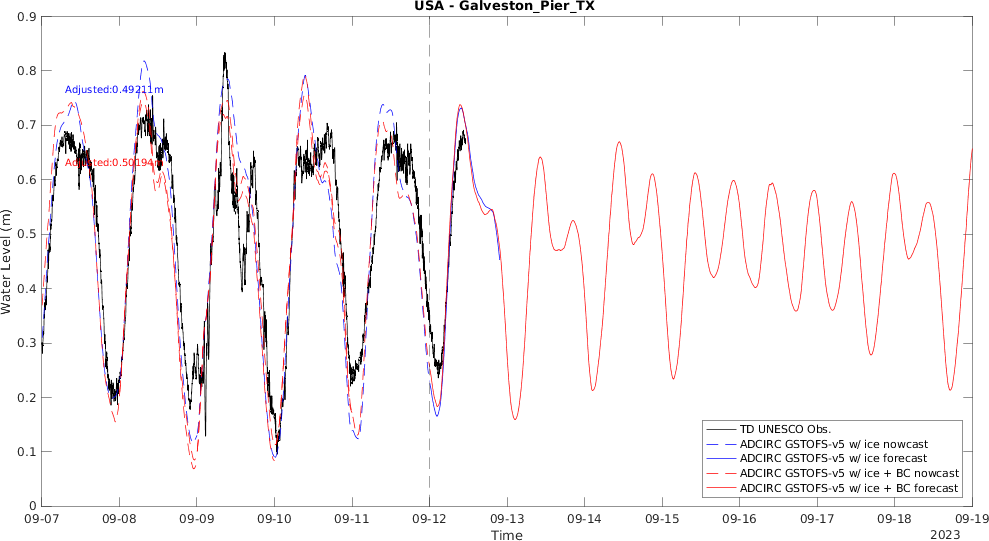 USA - Galveston_Pier_TX
0.9
0.8
0.7
0.6
0.5
0.4
0.3
0.2
0.1
0
Water Level (m)
Adjusted:0.49211m
Adjusted:0.50194m
TD UNESCO Obs.
ADCIRC GSTOFS-v5 w/ ice nowcast
ADCIRC GSTOFS-v5 w/ ice forecast
ADCIRC GSTOFS-v5 w/ ice + BC nowcast
ADCIRC GSTOFS-v5 w/ ice + BC forecast
09-07 09-08 09-09 09-10 09-11 09-12 09-13 09-14 09-15 09-16 09-17 09-18 09-19
Time
2023